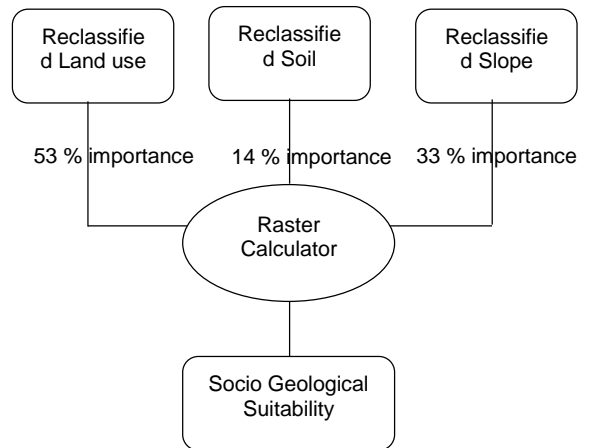 Reclassifie
d Land use
Reclassifie
d Soil
Reclassifie
d Slope
53 % importance
14 % importance
33 % importance
Raster
Calculator
Socio Geological
Suitability